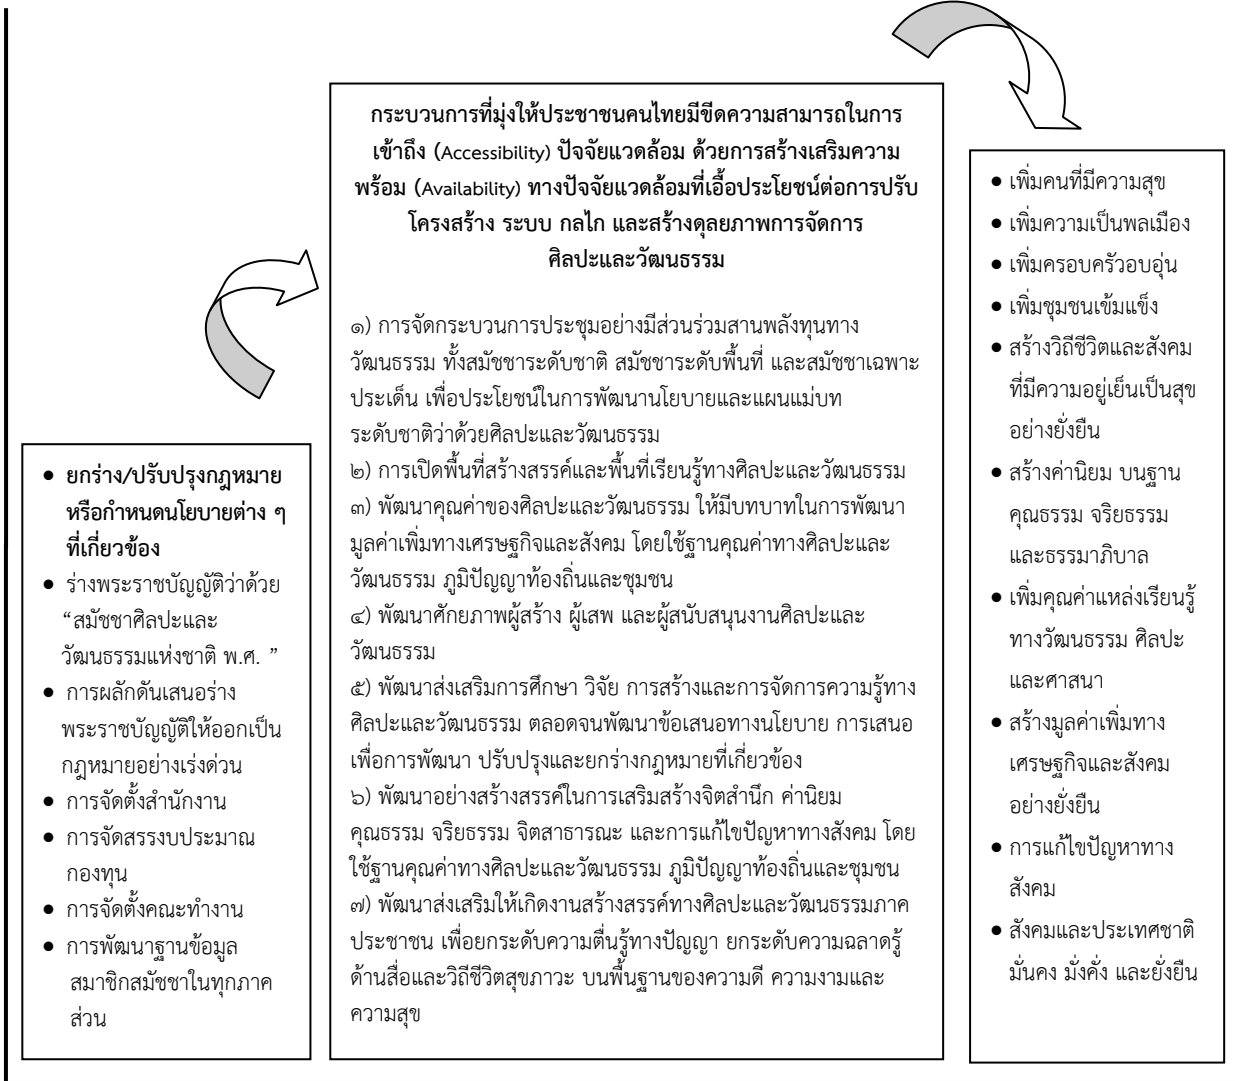 กระบวนการที่มุ่งให้ประชาชนคนไทยมีขีดความสามารถในการ
เข้าถึง (Accessibility) ปัจจัยแวดล้อม ด้วยการสร้างเสริมความ
พร้อม (Availability) ทางปัจจัยแวดล้อมที่เอื้อประโยชน์ต่อการปรับ
โครงสร้าง ระบบ กลไก และสร้างดุลยภาพการจัดการ
ศิลปะและวัฒนธรรม
๑) การจัดกระบวนการประชุมอย่างมีส่วนร่วมสานพลังทุนทาง
วัฒนธรรม ทั้งสมัชชาระดับชาติ สมัชชาระดับพื้นที่ และสมัชชาเฉพาะ
ประเด็น เพื่อประโยชน์ในการพัฒนานโยบายและแผนแม่บท
ระดับชาติว่าด้วยศิลปะและวัฒนธรรม
๒) การเปิดพื้นที่สร้างสรรค์และพื้นที่เรียนรู้ทางศิลปะและวัฒนธรรม
๓) พัฒนาคุณค่าของศิลปะและวัฒนธรรม ให้มีบทบาทในการพัฒนา
มูลค่าเพิ่มทางเศรษฐกิจและสังคม โดยใช้ฐานคุณค่าทางศิลปะและ
วัฒนธรรม ภูมิปัญญาท้องถิ่นและชุมชน
๔) พัฒนาศักยภาพผู้สร้าง ผู้เสพ และผู้สนับสนุนงานศิลปะและ
วัฒนธรรม
๕) พัฒนาส่งเสริมการศึกษา วิจัย การสร้างและการจัดการความรู้ทาง
ศิลปะและวัฒนธรรม ตลอดจนพัฒนาข้อเสนอทางนโยบาย การเสนอ
เพื่อการพัฒนา ปรับปรุงและยกร่างกฎหมายที่เกี่ยวข้อง
๖) พัฒนาอย่างสร้างสรรค์ในการเสริมสร้างจิตสำนึก ค่านิยม
คุณธรรม จริยธรรม จิตสาธารณะ และการแก้ไขปัญหาทางสังคม โดย
ใช้ฐานคุณค่าทางศิลปะและวัฒนธรรม ภูมิปัญญาท้องถิ่นและชุมชน
๗) พัฒนาส่งเสริมให้เกิดงานสร้างสรรค์ทางศิลปะและวัฒนธรรมภาค
ประชาชน เพื่อยกระดับความตื่นรู้ทางปัญญา ยกระดับความฉลาดรู้
ด้านสื่อและวิถีชีวิตสุขภาวะ บนพื้นฐานของความดี ความงามและ
ความสุข
• ยกร่าง/ปรับปรุงกฎหมาย
หรือกำหนดนโยบายต่าง ๆ
ที่เกี่ยวข้อง
• ร่างพระราชบัญญัติว่าด้วย
“สมัชชาศิลปะและ
วัฒนธรรมแห่งชาติ พ.ศ. ”
• การผลักดันเสนอร่าง
พระราชบัญญัติให้ออกเป็น
กฎหมายอย่างเร่งด่วน
• การจัดตั้งสำนักงาน
• การจัดสรรงบประมาณ
กองทุน
• การจัดตั้งคณะทำงาน
• การพัฒนาฐานข้อมูล
สมาชิกสมัชชาในทุกภาค
ส่วน
• เพิ่มคนที่มีความสุข
• เพิ่มความเป็นพลเมือง
• เพิ่มครอบครัวอบอุ่น
• เพิ่มชุมชนเข้มแข็ง
• สร้างวิถีชีวิตและสังคม
ที่มีความอยู่เย็นเป็นสุข
อย่างยั่งยืน
• สร้างค่านิยม บนฐาน
คุณธรรม จริยธรรม
และธรรมาภิบาล
• เพิ่มคุณค่าแหล่งเรียนรู้
ทางวัฒนธรรม ศิลปะ
และศาสนา
• สร้างมูลค่าเพิ่มทาง
เศรษฐกิจและสังคม
อย่างยั่งยืน
• การแก้ไขปัญหาทาง
สังคม
• สังคมและประเทศชาติ
มั่นคง มั่งคั่ง และยั่งยืน